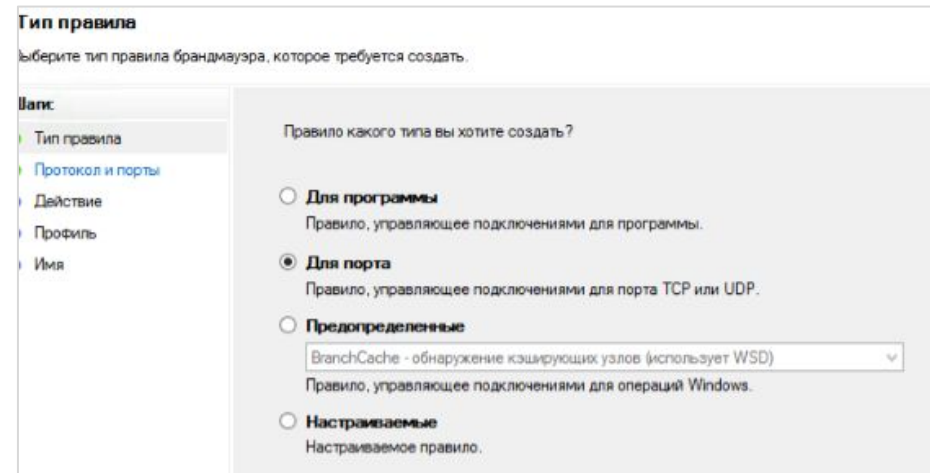 Тип правила
Выберите тип правила брандмауэра, которое требуется создать.
Шаги:
Тип правила
Протокол и порты
Действие
Профиль
Имя
Правило какого типа вы хотите создать?
Для программы
Правило, управляющее подключениями для программы.
Для порта
Правило, управляющее подключениями для порта TCP или UDP.
Предопределенные
BranchCache - обнаружение кэширующих узлов (использует WSD)
Правило, управляющее подключениями для операций Windows.
Настраиваемые
Настраиваемое правило.